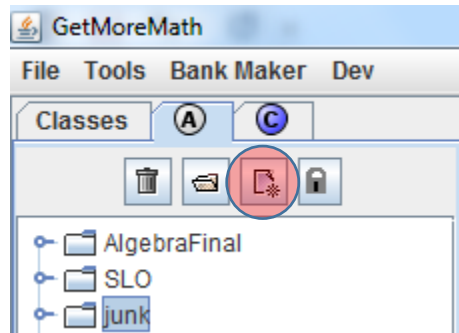 GetMoreMath
File Tools Bank Maker Dev
Classes A C
AlgebraFinal
SLO
junk